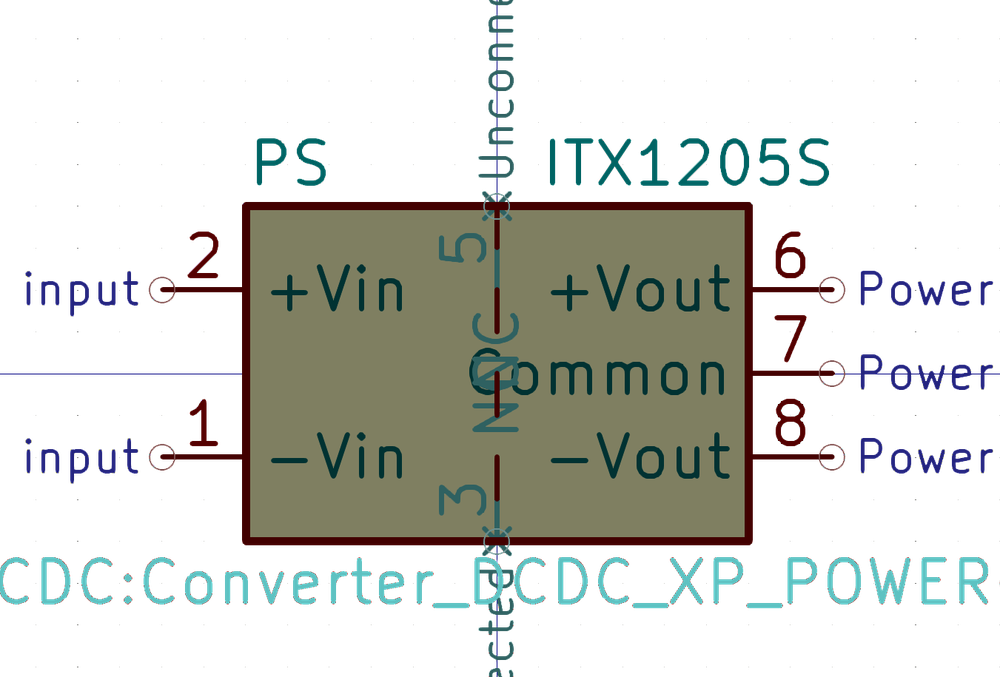 Unconne
PS
ITX1205S
5
2
6
input
+Vin
+Vout
Power
7
NC
Common
Power
1
8
input
−Vin
−Vout
Power
3
CDC:Converter_DCDC_XP_POWER
ected